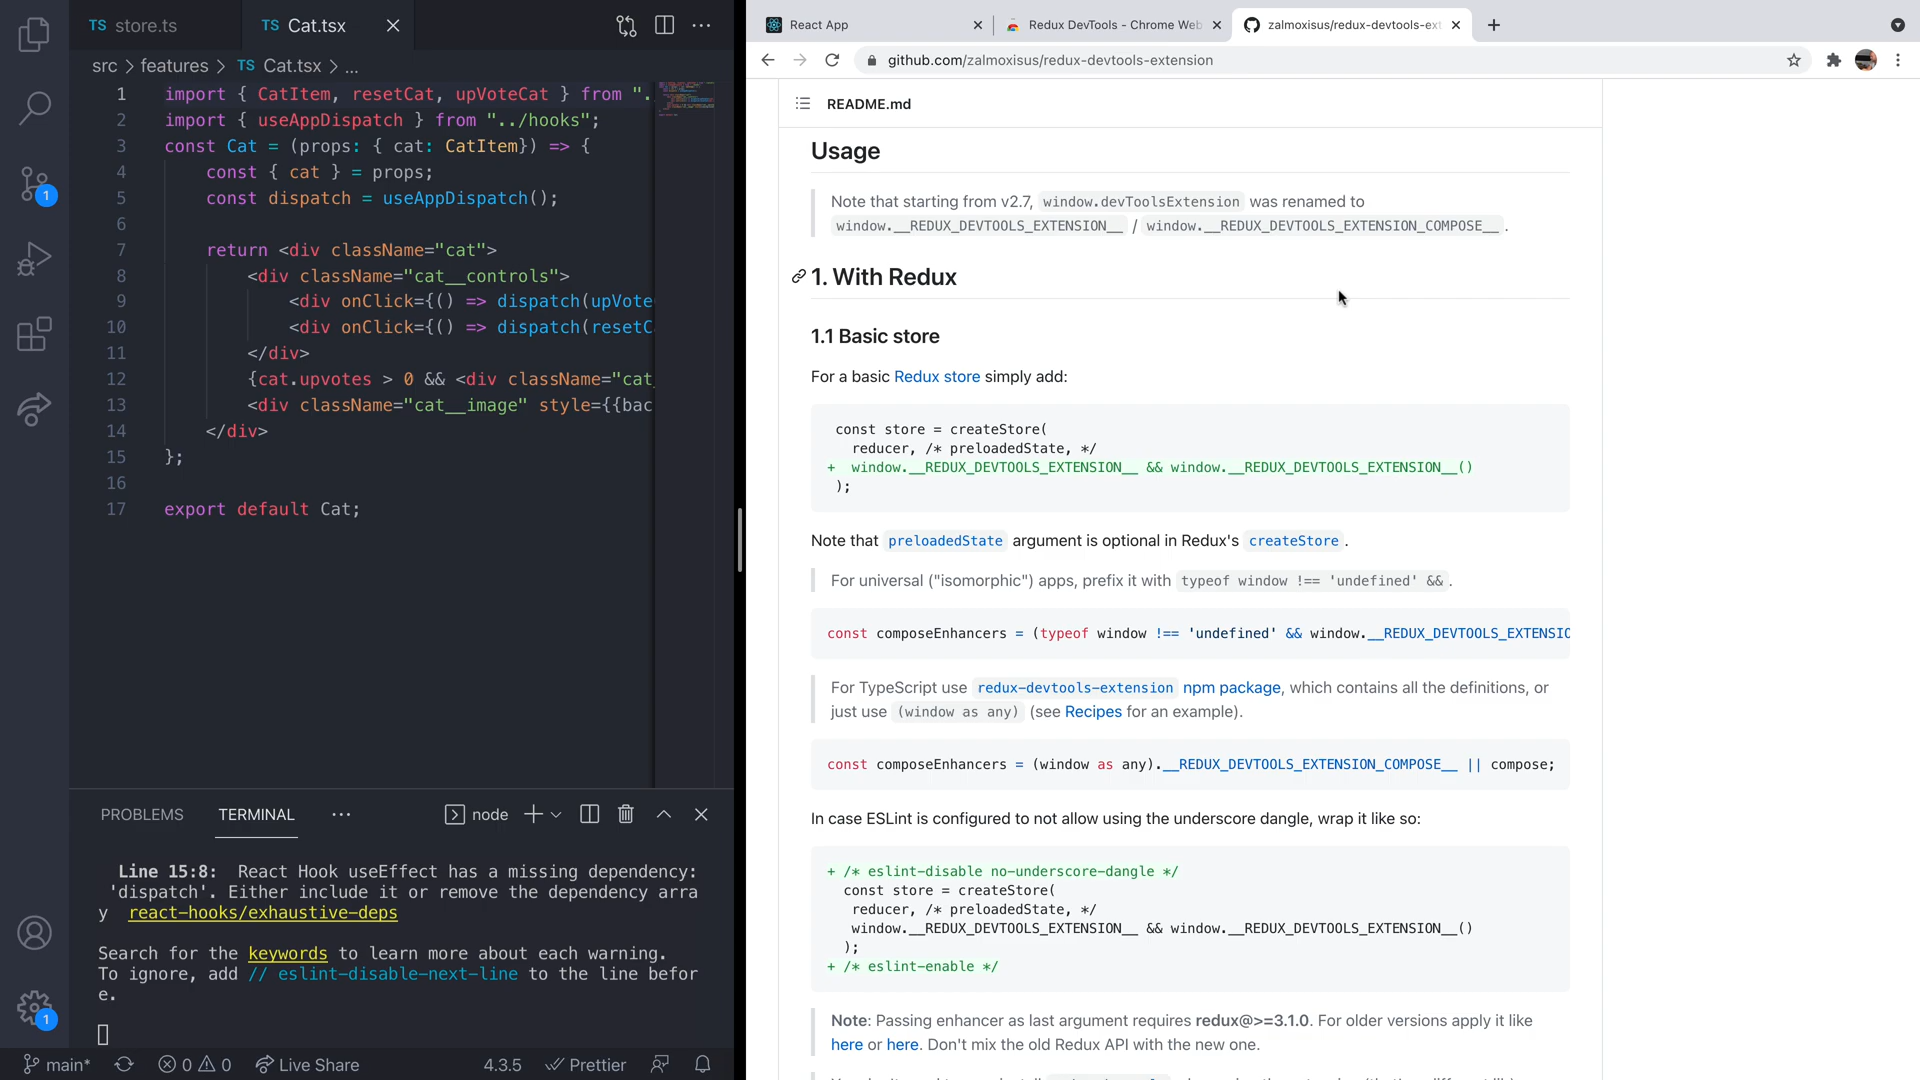 TS store.ts
TS Cat.tsx
src > features > TS Cat.tsx > ...
1 import { CatItem, resetCat, upVoteCat } from ".
2 import { useAppDispatch } from "../hooks";
3 const Cat = (props: { cat: CatItem}) => {
4 const { cat } = props;
5 const dispatch = useAppDispatch();
6
7 return <div className="cat">
8 <div className="cat__controls">
9 <div onClick={() => dispatch(upVote
10 <div onClick={() => dispatch(resetC
11 </div>
12 {cat.upvotes > 0 && <div className="cat_
13 <div className="cat__image" style={{bac
14 </div>
15 };
16
17 export default Cat;
PROBLEMS TERMINAL ... node
Line 15:8: React Hook useEffect has a missing dependency:
'dispatch'. Either include it or remove the dependency arra
y react-hooks/exhaustive-deps
Search for the keywords to learn more about each warning.
To ignore, add // eslint-disable-next-line to the line befor
e.
1
1
main* 0 0 Live Share 4.3.5 Prettier
React App
Redux DevTools - Chrome Web
zalmoxisus/redux-devtools-ext
github.com/zalmoxisus/redux-devtools-extension
README.md
Usage
Note that starting from v2.7, window.devToolsExtension was renamed to
window.__REDUX_DEVTOOLS_EXTENSION__ / window.__REDUX_DEVTOOLS_EXTENSION_COMPOSE__ .
1. With Redux
1.1 Basic store
For a basic Redux store simply add:
const store = createStore(
reducer, /* preloadedState, */
+ window.__REDUX_DEVTOOLS_EXTENSION__ && window.__REDUX_DEVTOOLS_EXTENSION__()
);
Note that preloadedState argument is optional in Redux's createStore .
For universal ("isomorphic") apps, prefix it with typeof window !== 'undefined' && .
const composeEnhancers = (typeof window !== 'undefined' && window.__REDUX_DEVTOOLS_EXTENSIO
For TypeScript use redux-devtools-extension npm package, which contains all the definitions, or
just use (window as any) (see Recipes for an example).
const composeEnhancers = (window as any).__REDUX_DEVTOOLS_EXTENSION_COMPOSE__ || compose;
In case ESLint is configured to not allow using the underscore dangle, wrap it like so:
+ /* eslint-disable no-underscore-dangle */
const store = createStore(
reducer, /* preloadedState, */
window.__REDUX_DEVTOOLS_EXTENSION__ && window.__REDUX_DEVTOOLS_EXTENSION__()
);
+ /* eslint-enable */
Note: Passing enhancer as last argument requires redux@>=3.1.0. For older versions apply it like
here or here. Don't mix the old Redux API with the new one.